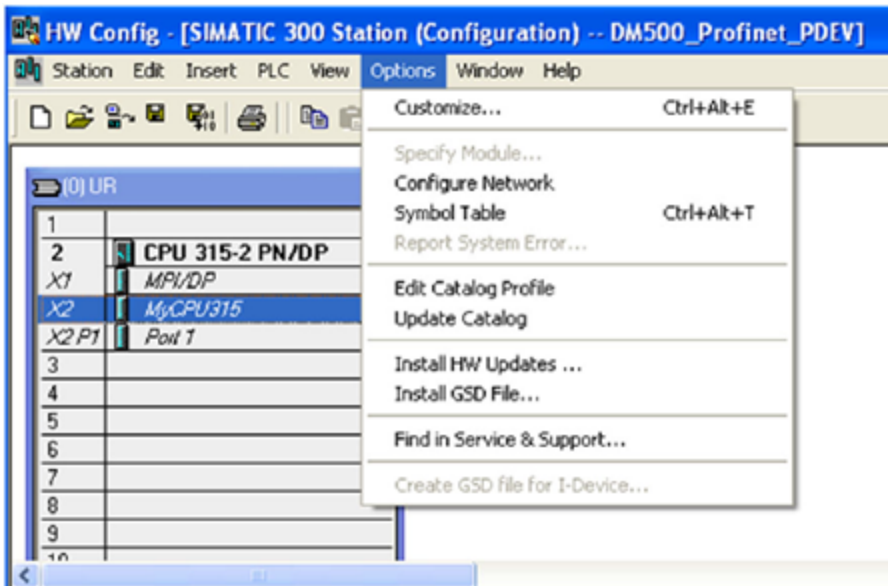 HW Config - [SIMATIC 300 Station (Configuration) -- DM500_Profinet_PDEV]
Station Edit Insert PLC View Options Window Help
Customize... Ctrl+Alt+E
Specify Module...
Configure Network
Symbol Table Ctrl+Alt+T
Report System Error...
Edit Catalog Profile
Update Catalog
Install HW Updates ...
Install GSD File...
Find in Service & Support...
Create GSD file for I-Device...
(0) UR
1
2 CPU 315-2 PN/DP
X1 MPI/DP
X2 MyCPU315
X2 P1 Port 1
3
4
5
6
7
8
9
10